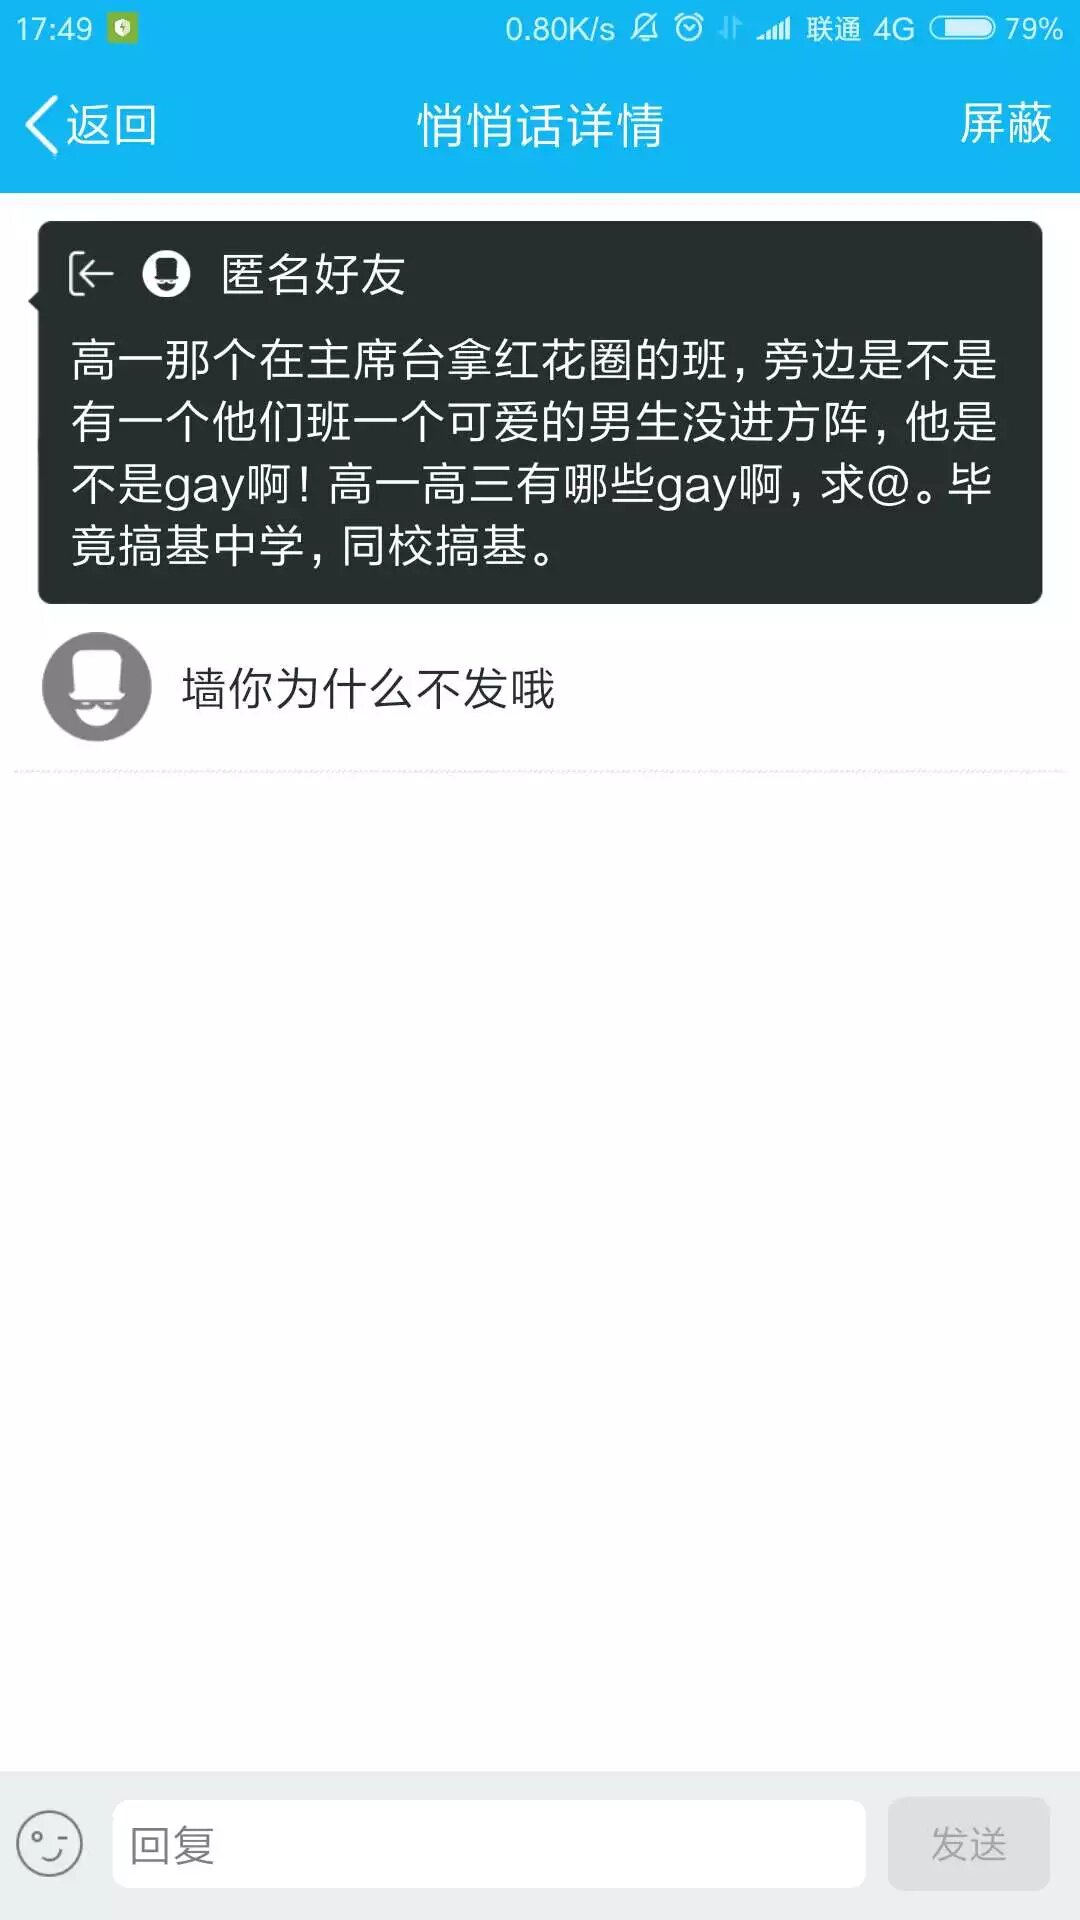 17:49 0.80K/s 联通 4G 79%
返回 悄悄话详情 屏蔽
匿名好友
高一那个在主席台拿红花圈的班，旁边是不是
有一个他们班一个可爱的男生没进方阵，他是
不是gay啊！高一高三有哪些gay啊，求@。毕
竟搞基中学，同校搞基。
墙你为什么不发哦
回复 发送